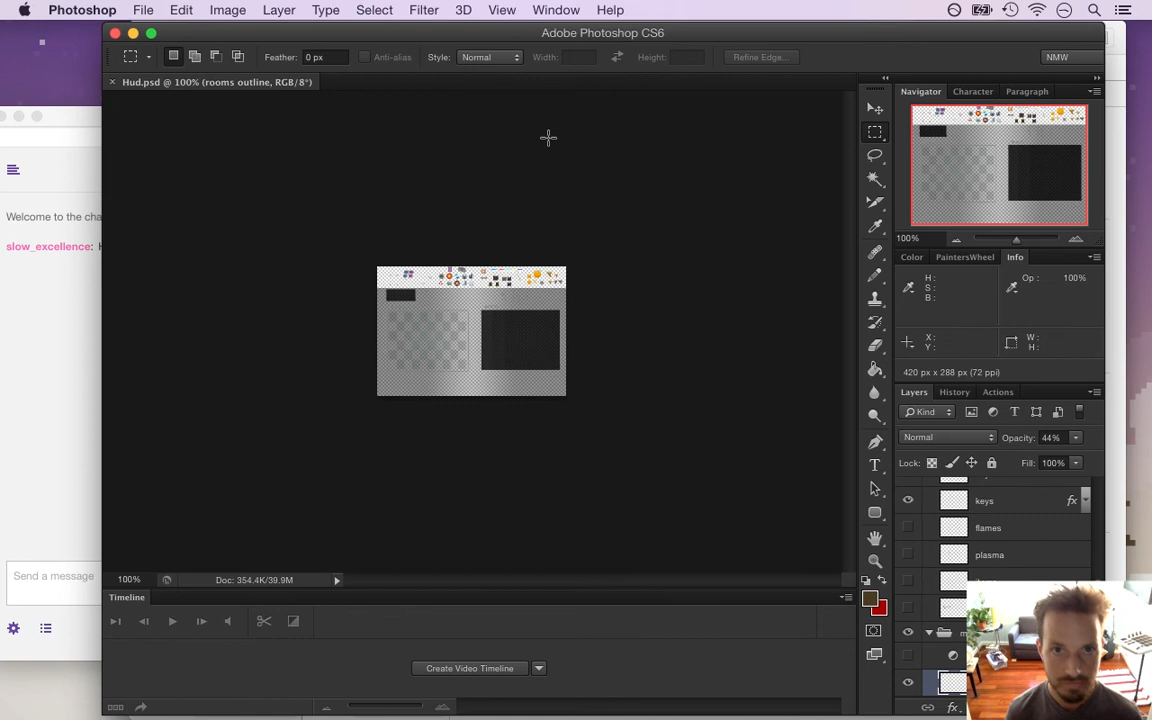 Photoshop File Edit Image Layer Type Select Filter 3D View Window Help
Adobe Photoshop CS6
Feather: 0 px Anti-alias Style: Normal Width: Height: Refine Edge... NMW
× Hud.psd @ 100% (rooms outline, RGB/8*)
Navigator Character Paragraph
100%
Color PaintersWheel Info
H :
S :
B :
Op : 100%
X :
Y :
W :
H :
420 px x 288 px (72 ppi)
Layers History Actions
Kind
Normal Opacity: 44%
Lock: Fill: 100%
keys fx
flames
plasma
Welcome to the cha
slow_excellence: H
Send a message
100% Doc: 354.4K/39.9M
Timeline
Create Video Timeline
fx